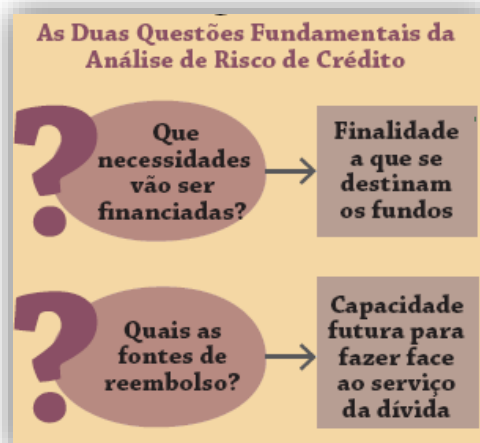 As Duas Questões Fundamentais da
Análise de Risco de Crédito
?
Que
necessidades
vão ser
financiadas?
Finalidade
a que se
destinam
os fundos
?
Quais as
fontes de
reembolso?
Capacidade
futura para
fazer face
ao serviço
da dívida